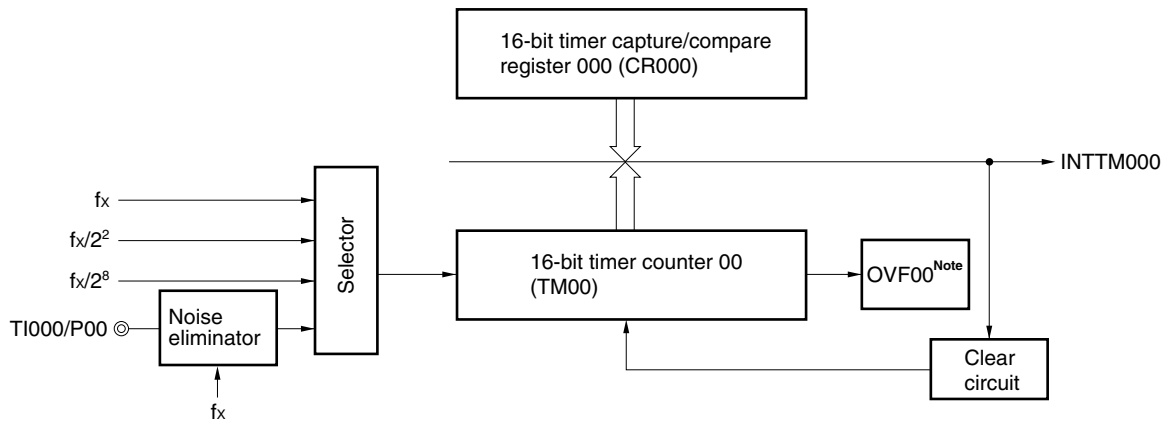 16-bit timer capture/compare
register 000 (CR000)
INTTM000
fx
fx/2²
fx/2⁸
TI000/P00
Noise
eliminator
fx
Selector
16-bit timer counter 00
(TM00)
OVF00Note
Clear
circuit